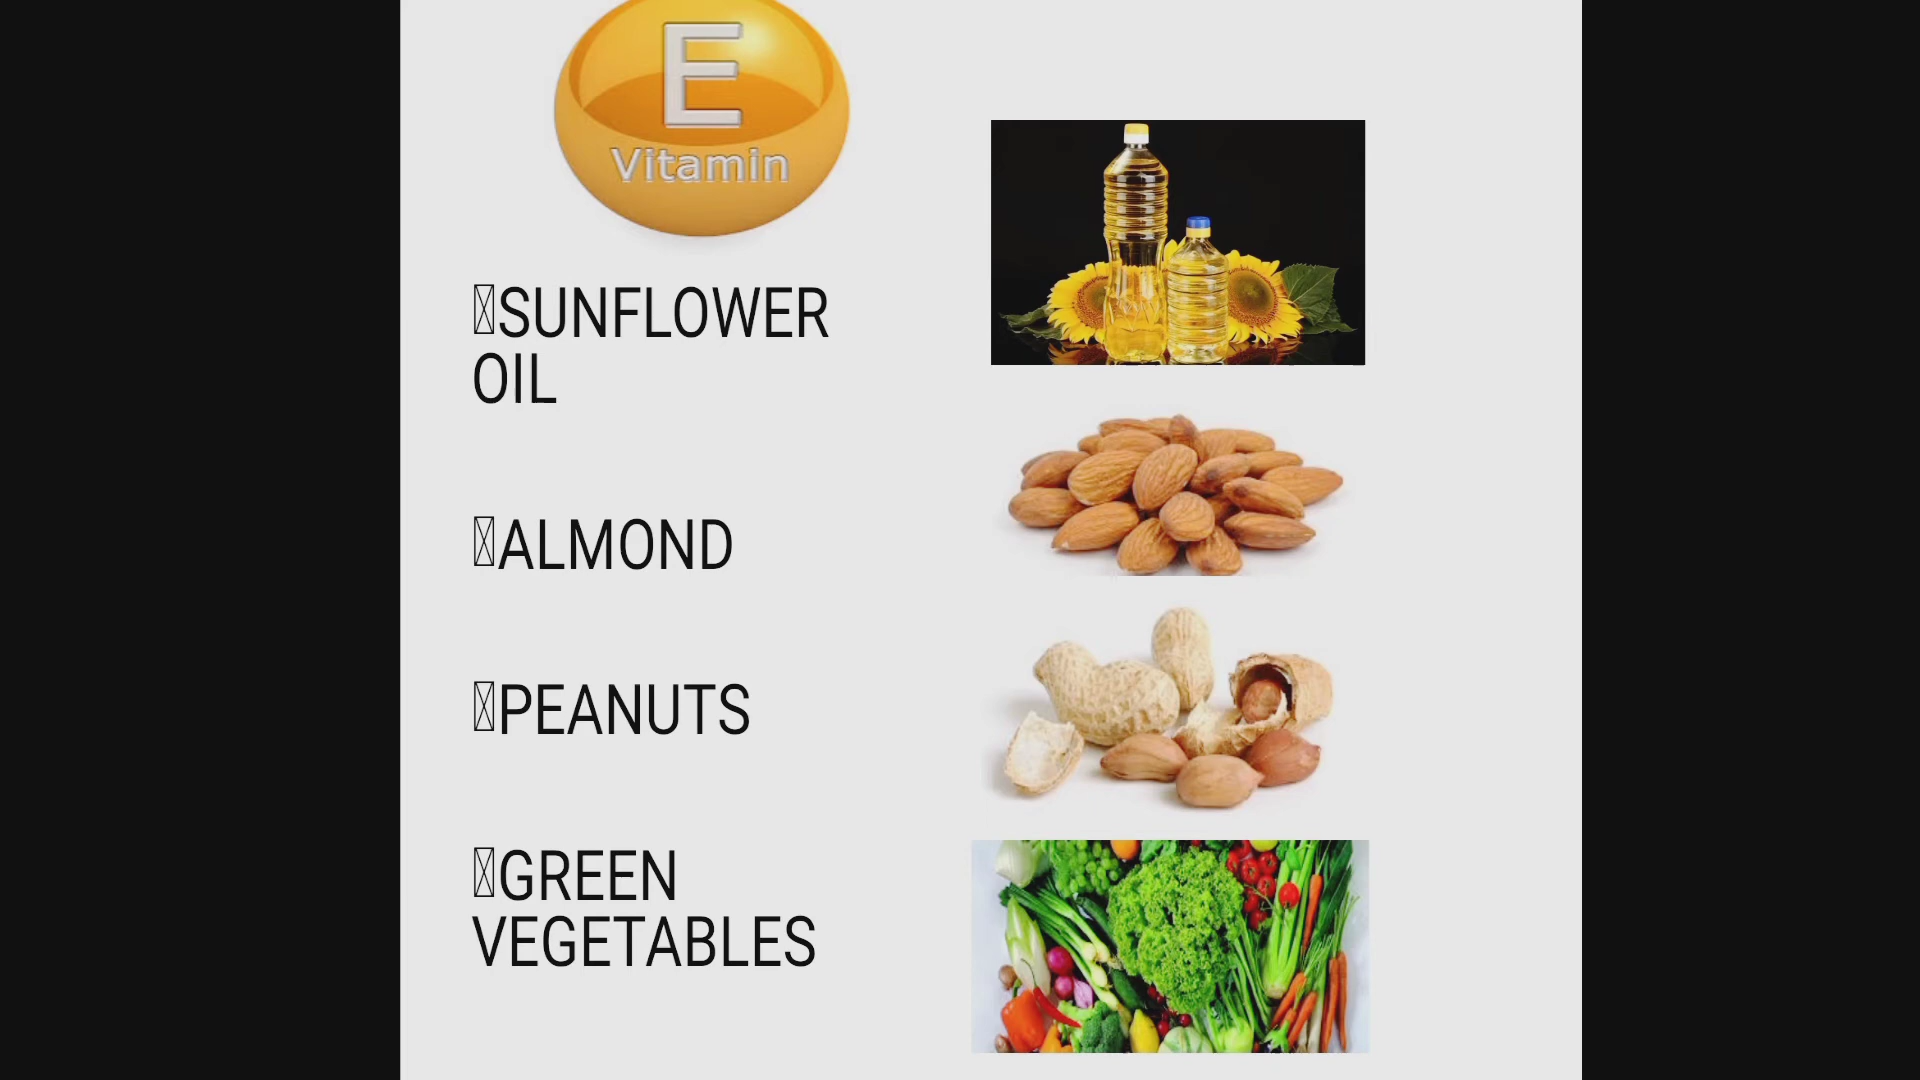 E
Vitamin
SUNFLOWER
OIL
ALMOND
PEANUTS
GREEN
VEGETABLES